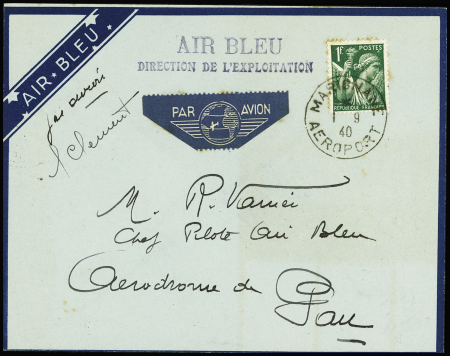 AIR BLEU
par avion
Clement
AIR BLEU
DIRECTION DE L'EXPLOITATION
PAR AVION
1F POSTES
REPUBLIQUE FRANÇAISE
MARIGNANE
1 9
40
AEROPORT
M. R. Vanier
Chef Pilote Air Bleu
Aerodrome de
Pau